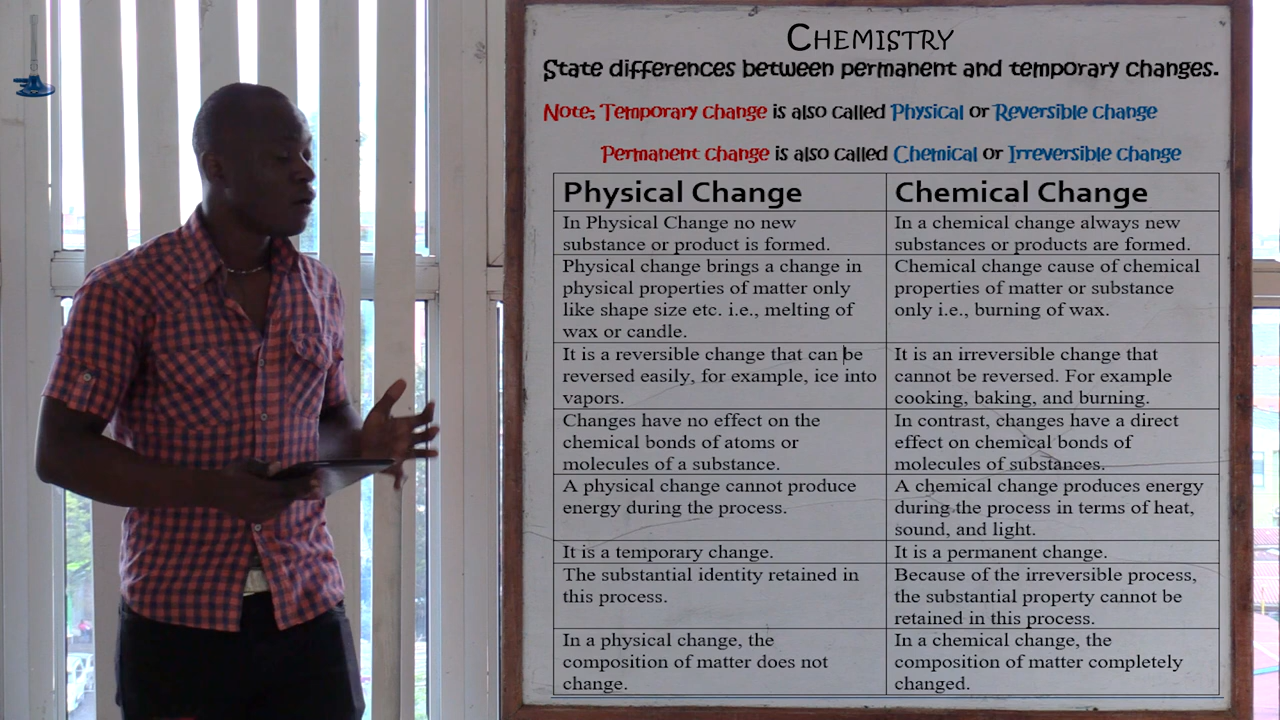 CHEMISTRY
State differences between permanent and temporary changes.
Note; Temporary change is also called Physical or Reversible change
Permanent change is also called Chemical or Irreversible change
Physical Change
Chemical Change
In Physical Change no new
substance or product is formed.
In a chemical change always new
substances or products are formed.
Physical change brings a change in
physical properties of matter only
like shape size etc. i.e., melting of
wax or candle.
Chemical change cause of chemical
properties of matter or substance
only i.e., burning of wax.
It is a reversible change that can be
reversed easily, for example, ice into
vapors.
It is an irreversible change that
cannot be reversed. For example
cooking, baking, and burning.
Changes have no effect on the
chemical bonds of atoms or
molecules of a substance.
In contrast, changes have a direct
effect on chemical bonds of
molecules of substances.
A physical change cannot produce
energy during the process.
A chemical change produces energy
during the process in terms of heat,
sound, and light.
It is a temporary change.
It is a permanent change.
The substantial identity retained in
this process.
Because of the irreversible process,
the substantial property cannot be
retained in this process.
In a physical change, the
composition of matter does not
change.
In a chemical change, the
composition of matter completely
changed.